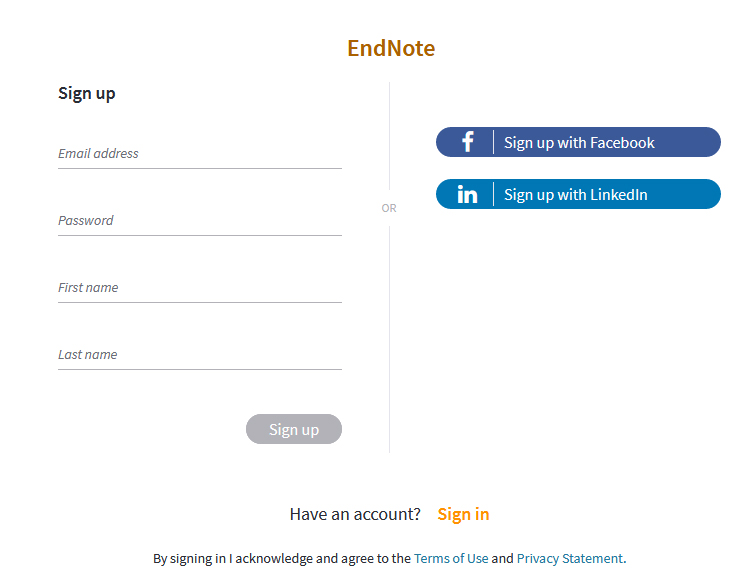 EndNote
Sign up
Email address
Password
First name
Last name
Sign up
OR
Sign up with Facebook
Sign up with LinkedIn
Have an account? Sign in
By signing in I acknowledge and agree to the Terms of Use and Privacy Statement.